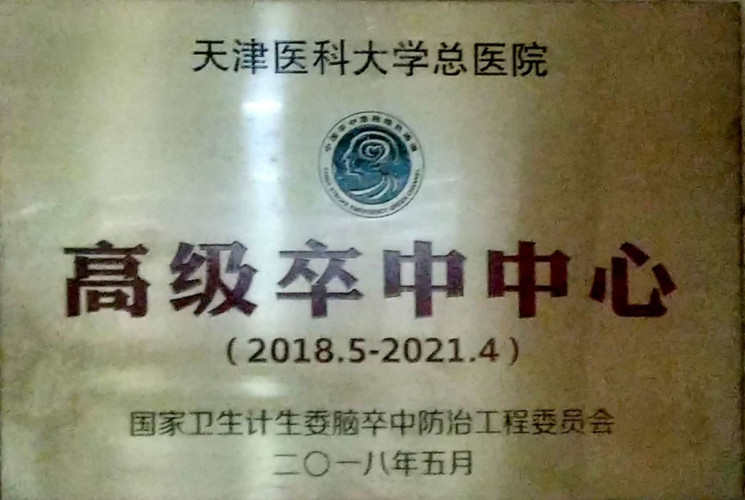 天津医科大学总医院
高级卒中中心
(2018.5-2021.4)
国家卫生计生委脑卒中防治工程委员会
二〇一八年五月